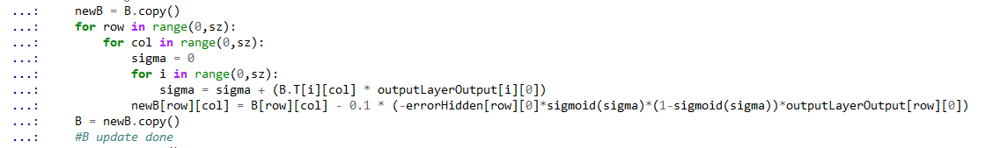 ...:     newB = B.copy()
...:     for row in range(0,sz):
...:         for col in range(0,sz):
...:             sigma = 0
...:             for i in range(0,sz):
...:                 sigma = sigma + (B.T[i][col] * outputLayerOutput[i][0])
...:             newB[row][col] = B[row][col] - 0.1 * (-errorHidden[row][0]*sigmoid(sigma)*(1-sigmoid(sigma))*outputLayerOutput[row][0])
...:     B = newB.copy()
...:     #B update done